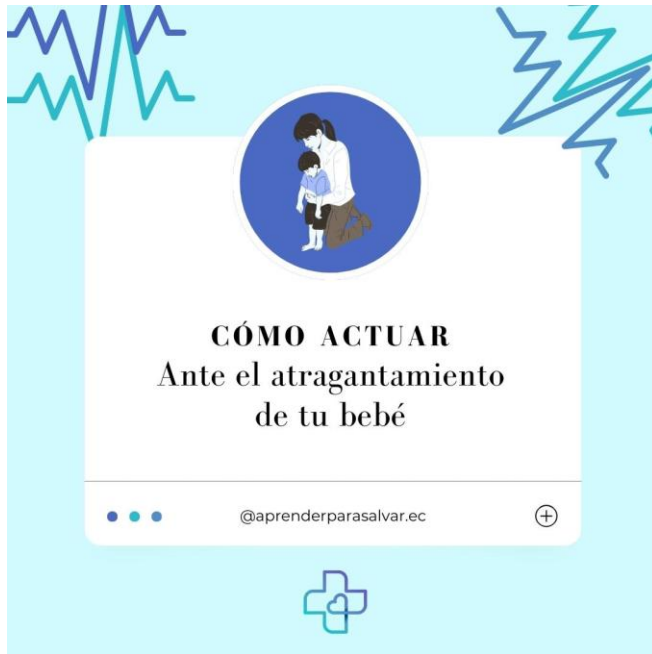 CÓMO ACTUAR
Ante el atragantamiento
de tu bebé
@aprenderparasalvar.ec